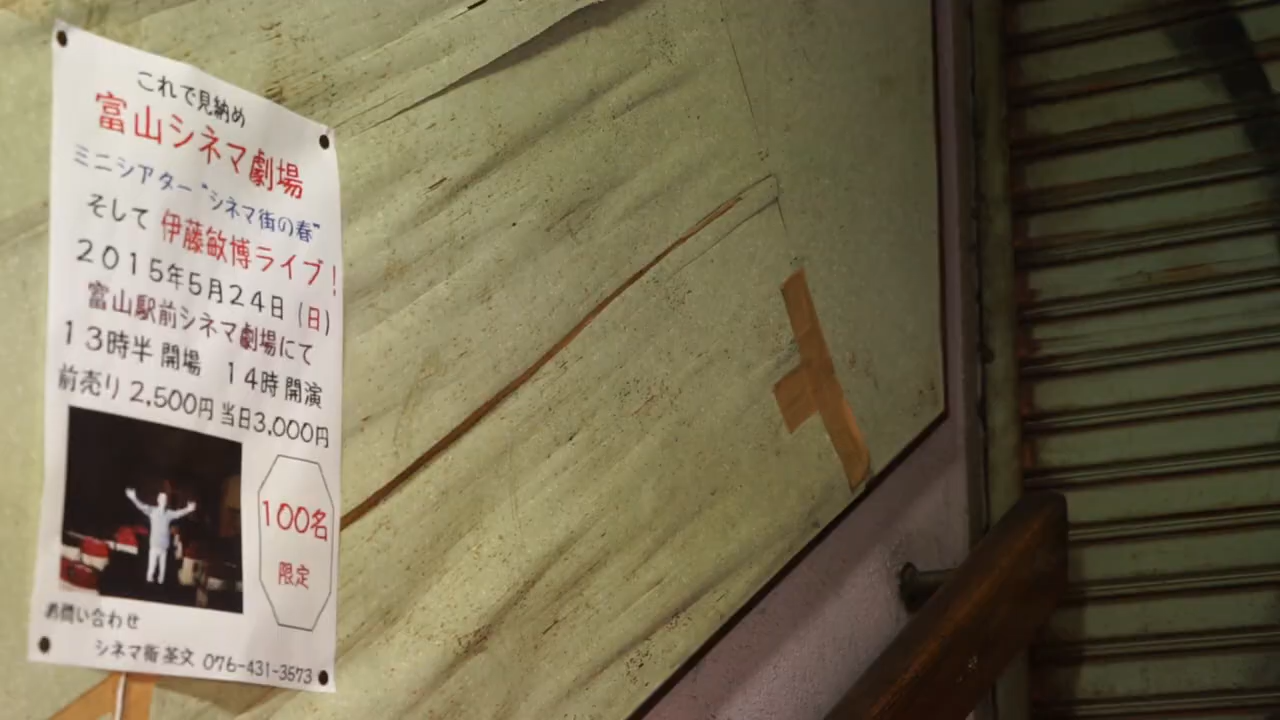 これで見納め
富山シネマ劇場
ミニシアター"シネマ街の春"
そして 伊藤敏博ライブ!
2015年5月24日(日)
富山駅前シネマ劇場にて
13時半 開場 14時 開演
前売り 2,500円 当日3,000円
100名
限定
お問い合わせ
シネマ街 茶文 076-431-3573